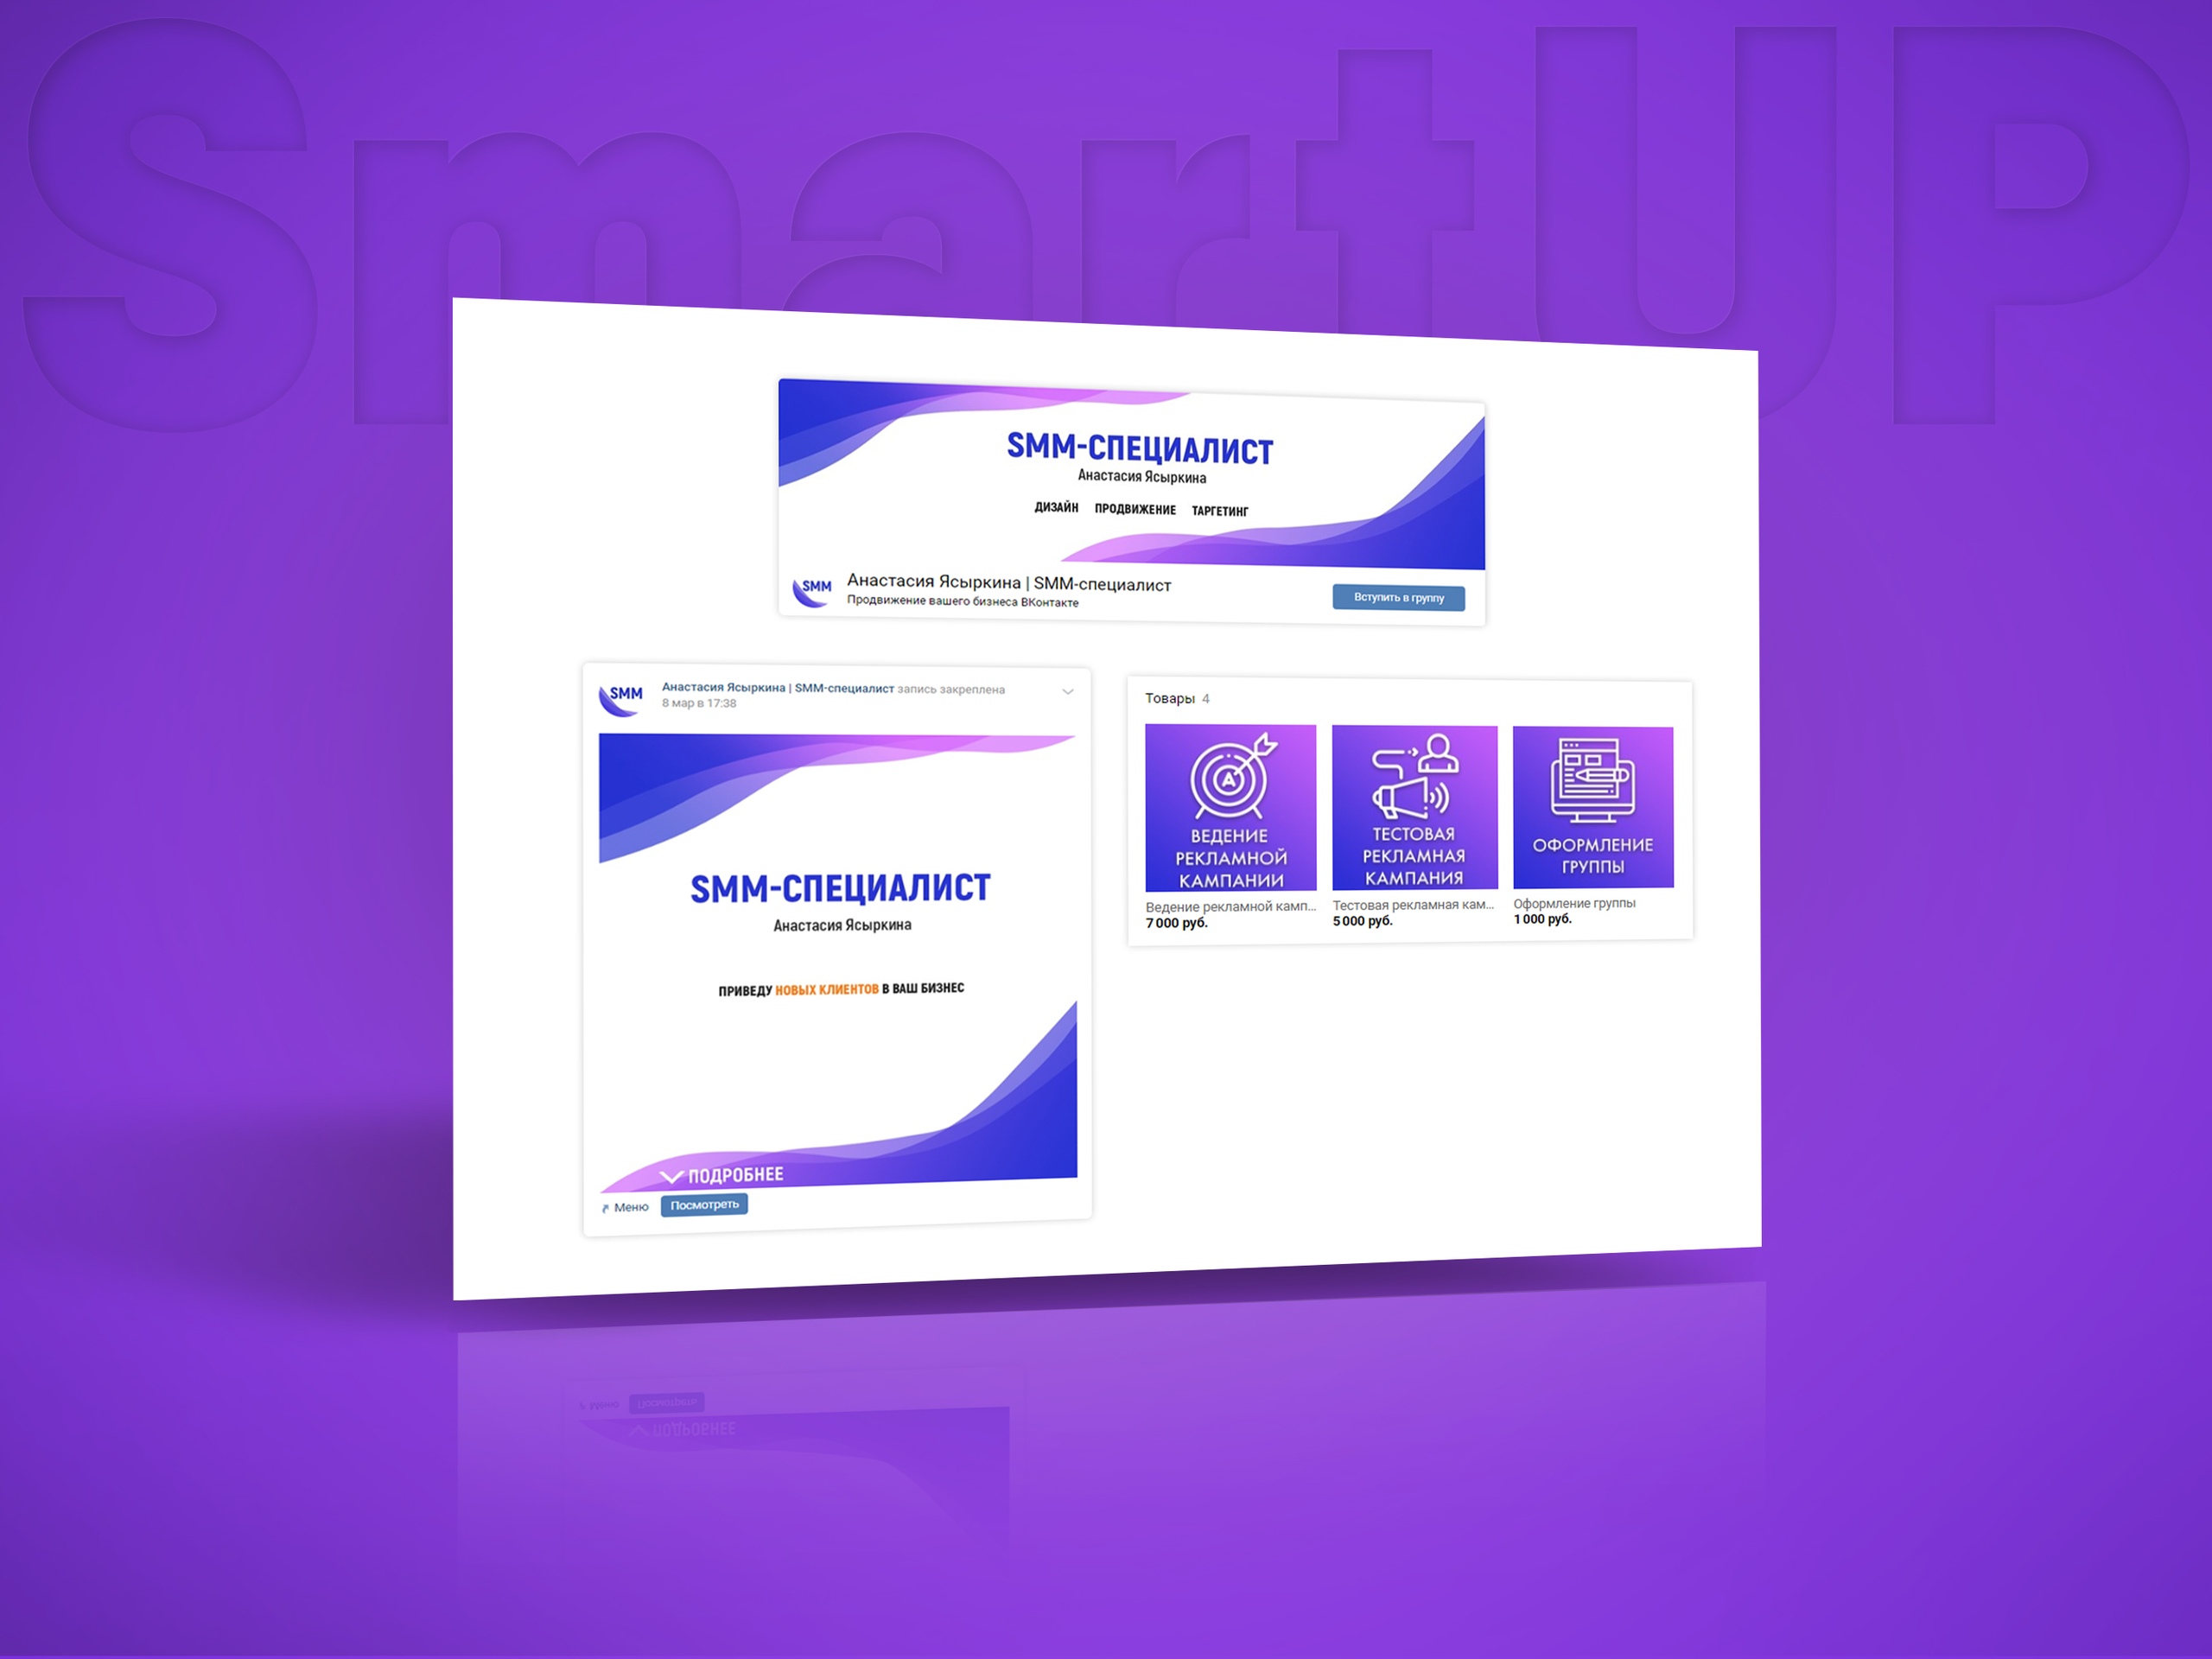 SmartUP
SMM-СПЕЦИАЛИСТ
Анастасия Ясыркина
ДИЗАЙН ПРОДВИЖЕНИЕ ТАРГЕТИНГ
SMM
Анастасия Ясыркина | SMM-специалист
Продвижение вашего бизнеса ВКонтакте
Вступить в группу
SMM
Анастасия Ясыркина | SMM-специалист запись закреплена
8 мар в 17:38
SMM-СПЕЦИАЛИСТ
Анастасия Ясыркина
ПРИВЕДУ НОВЫХ КЛИЕНТОВ В ВАШ БИЗНЕС
ПОДРОБНЕЕ
Меню Посмотреть
Товары 4
A
ВЕДЕНИЕ
РЕКЛАМНОЙ
КАМПАНИИ
Ведение рекламной камп...
7 000 руб.
ТЕСТОВАЯ
РЕКЛАМНАЯ
КАМПАНИЯ
Тестовая рекламная кам...
5 000 руб.
ОФОРМЛЕНИЕ
ГРУППЫ
Оформление группы
1 000 руб.
Меню Посмотреть
ПОДРОБНЕЕ